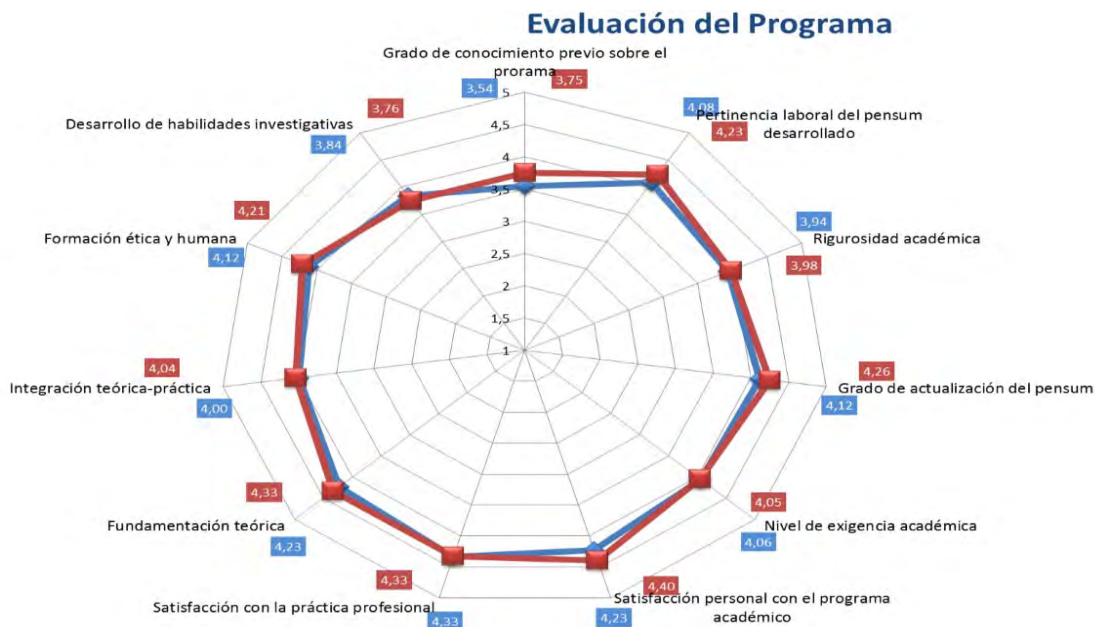 Evaluación del Programa
Grado de conocimiento previo sobre el
prorama
3,54
3,75
4,08
Pertinencia laboral del pensum
4,23
desarrollado
3,94
Rigurosidad académica
3,98
4,26
Grado de actualización del pensum
4,12
4,05
Nivel de exigencia académica
4,06
4,40
Satisfacción personal con el programa
académico
4,23
4,33
Satisfacción con la práctica profesional
4,33
4,33
Fundamentación teórica
4,23
4,04
Integración teórica-práctica
4,00
4,21
Formación ética y humana
4,12
3,76
Desarrollo de habilidades investigativas
3,84
5
4,5
4
3,5
3
2,5
2
1,5
1